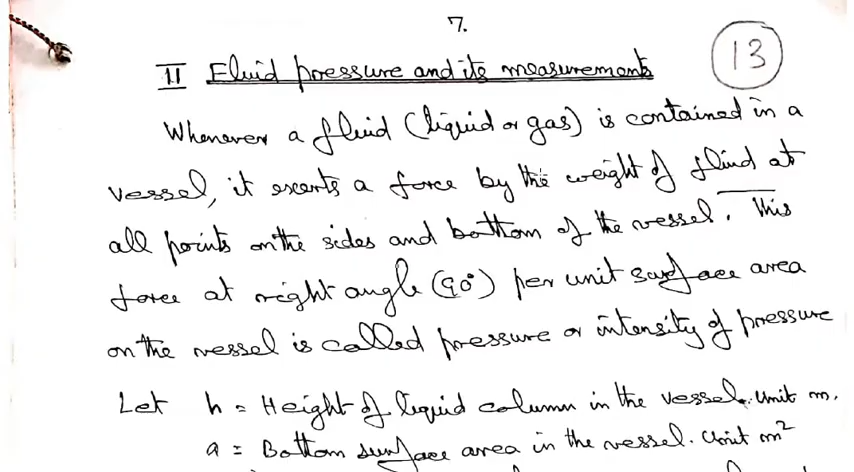 7.
13
II Fluid pressure and its measurements
Whenever a fluid (liquid or gas) is contained in a
vessel, it exerts a force by the weight of fluid at
all points on the sides and bottom of the vessel. This
force at right angle (90°) per unit surface area
on the vessel is called pressure or intensity of pressure
Let h = Height of liquid column in the vessel. Unit m.
a = Bottom surface area in the vessel. Unit m²